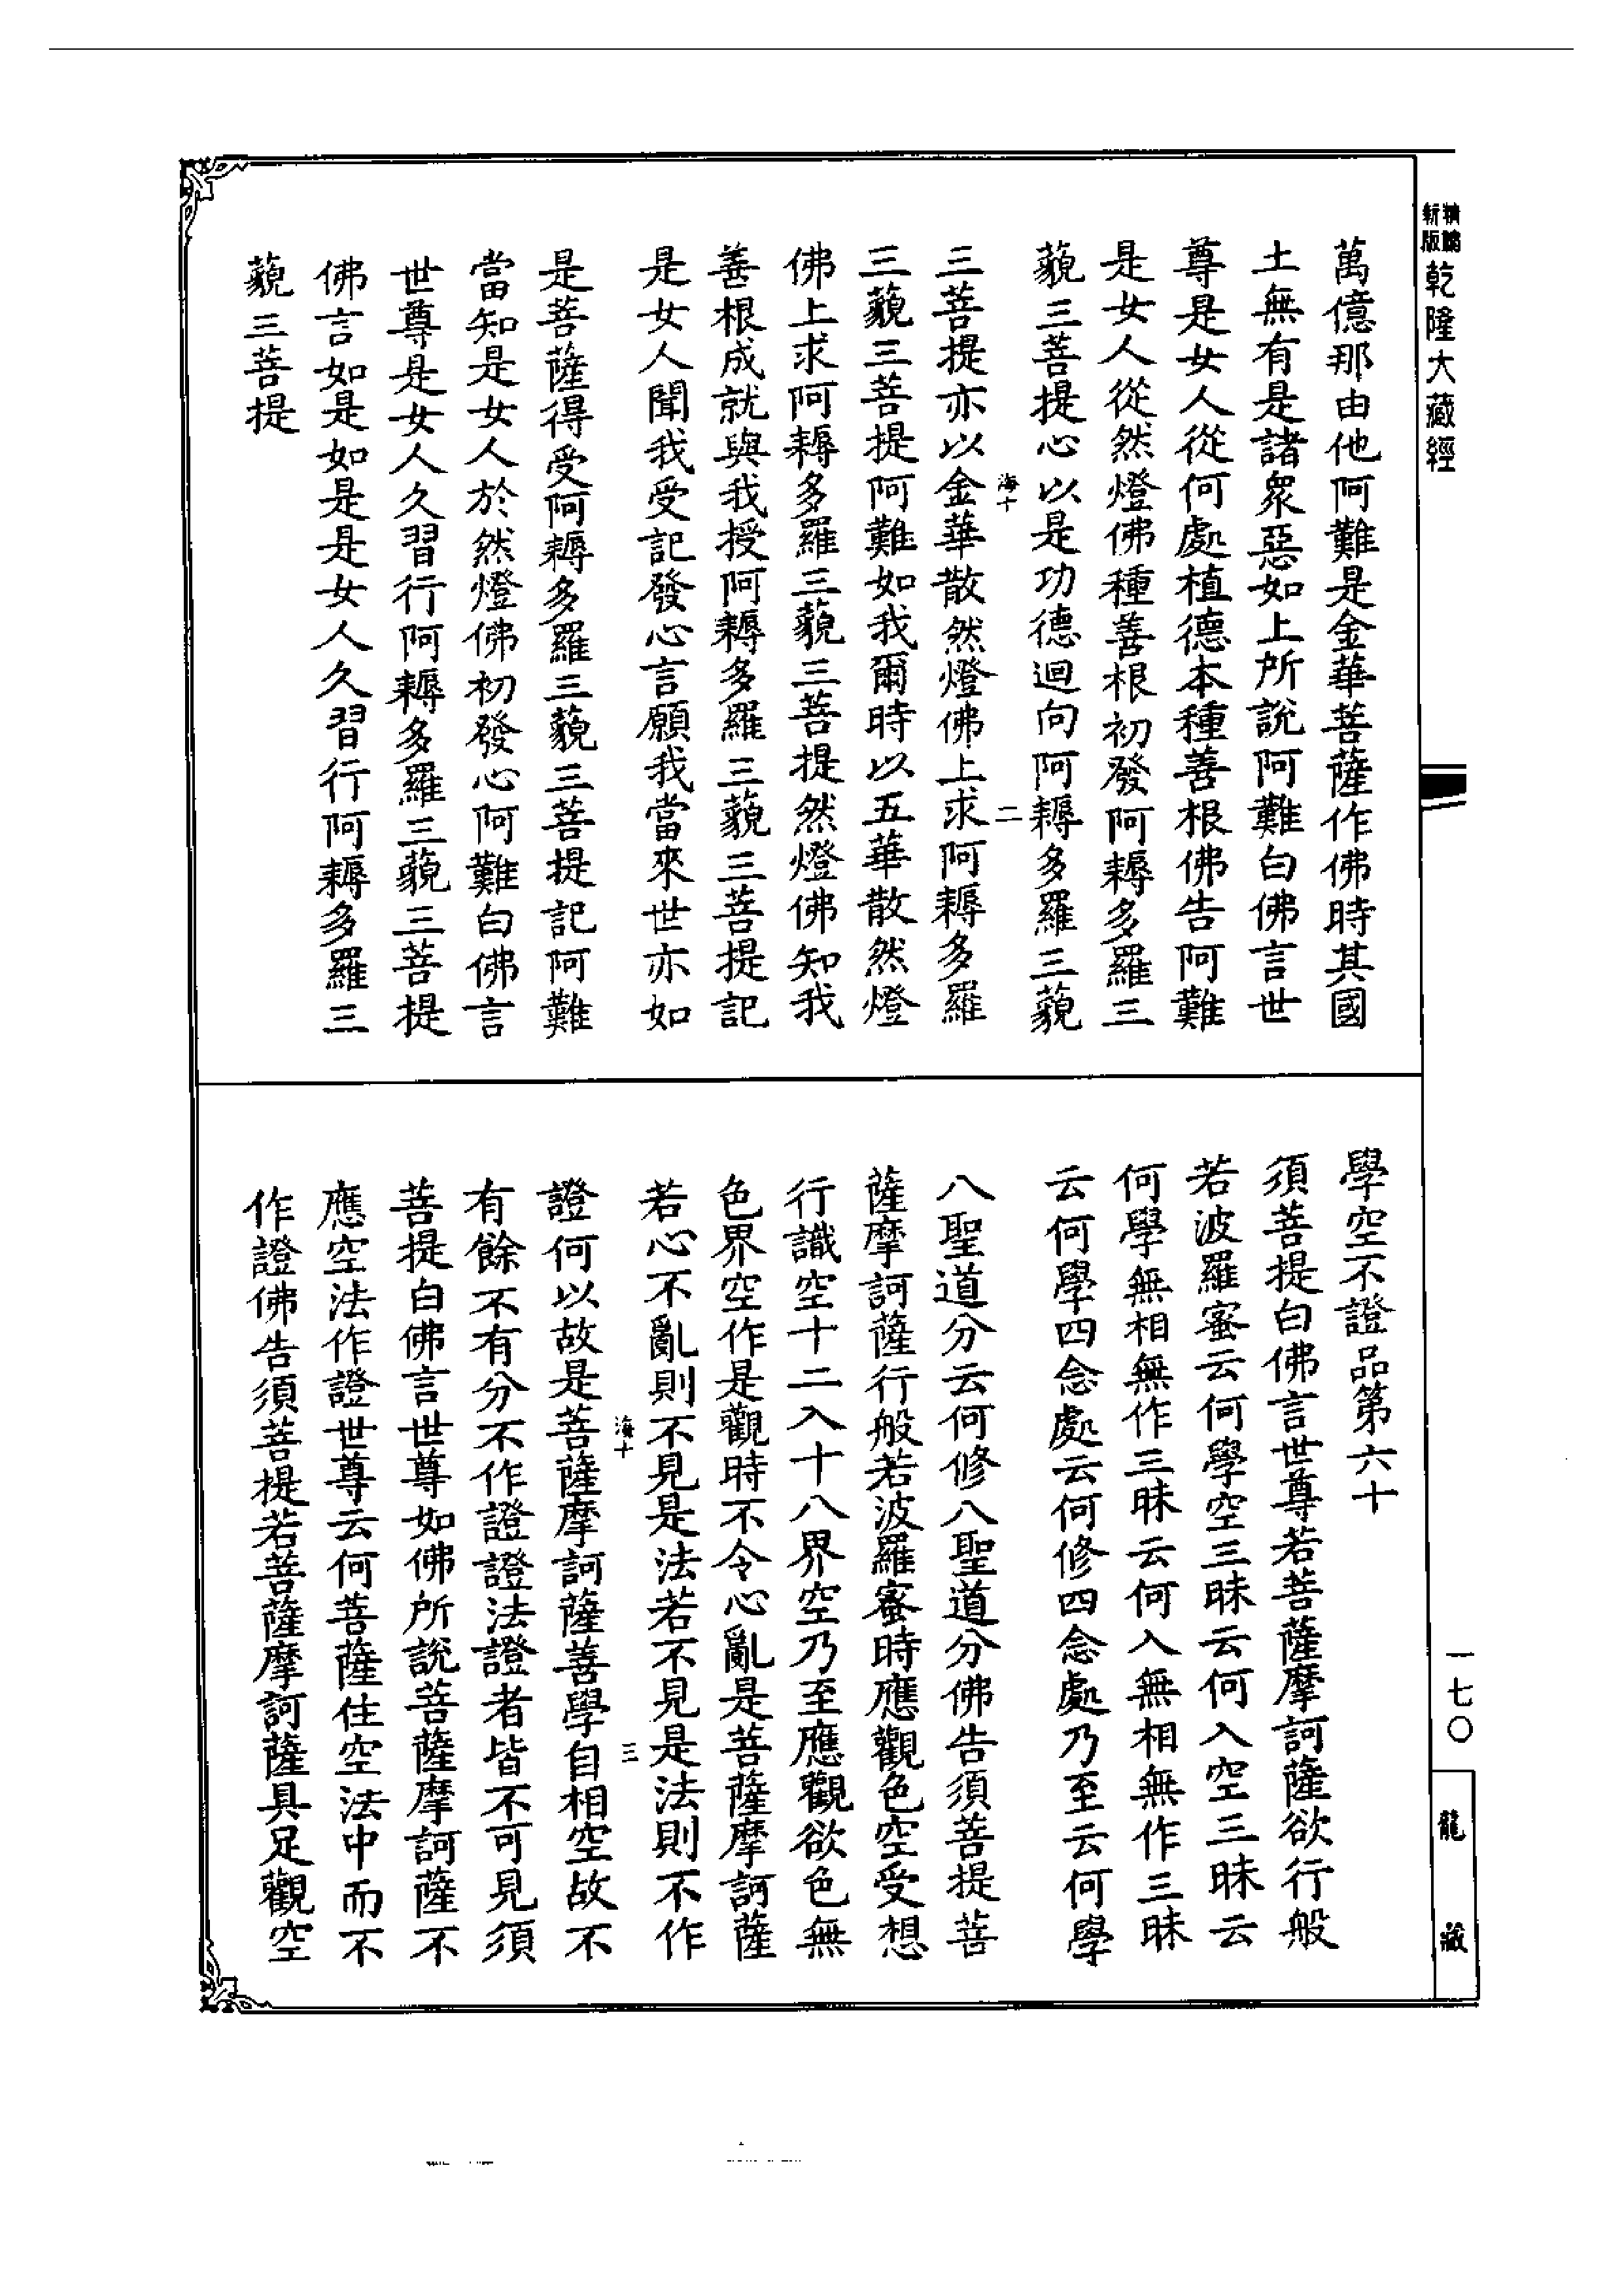 精鵰新版 乾隆大藏經
萬億那由他阿難是金華菩薩作佛時其國
土無有是諸衆惡如上所說阿難白佛言世
尊是女人從何處植德本種善根佛告阿難
是女人從然燈佛種善根初發阿耨多羅三
藐三菩提心以是功德迴向阿耨多羅三藐
海十 二
三菩提亦以金華散然燈佛上求阿耨多羅
三藐三菩提阿難如我爾時以五華散然燈
佛上求阿耨多羅三藐三菩提然燈佛知我
善根成就與我授阿耨多羅三藐三菩提記
是女人聞我受記發心言願我當來世亦如
是菩薩得受阿耨多羅三藐三菩提記阿難
當知是女人於然燈佛初發心阿難白佛言
世尊是女人久習行阿耨多羅三藐三菩提
佛言如是如是是女人久習行阿耨多羅三
藐三菩提
學空不證品第六十
須菩提白佛言世尊若菩薩摩訶薩欲行般
若波羅蜜云何學空三昧云何入空三昧云
何學無相無作三昧云何入無相無作三昧
云何學四念處云何修四念處乃至云何學
八聖道分云何修八聖道分佛告須菩提菩
薩摩訶薩行般若波羅蜜時應觀色空受想
行識空十二入十八界空乃至應觀欲色無
色界空作是觀時不令心亂是菩薩摩訶薩
若心不亂則不見是法若不見是法則不作
海十 三
證何以故是菩薩摩訶薩善學自相空故不
有餘不有分不作證證法證者皆不可見須
菩提白佛言世尊如佛所說菩薩摩訶薩不
應空法作證世尊云何菩薩住空法中而不
作證佛告須菩提若菩薩摩訶薩具足觀空
一七〇
龍藏